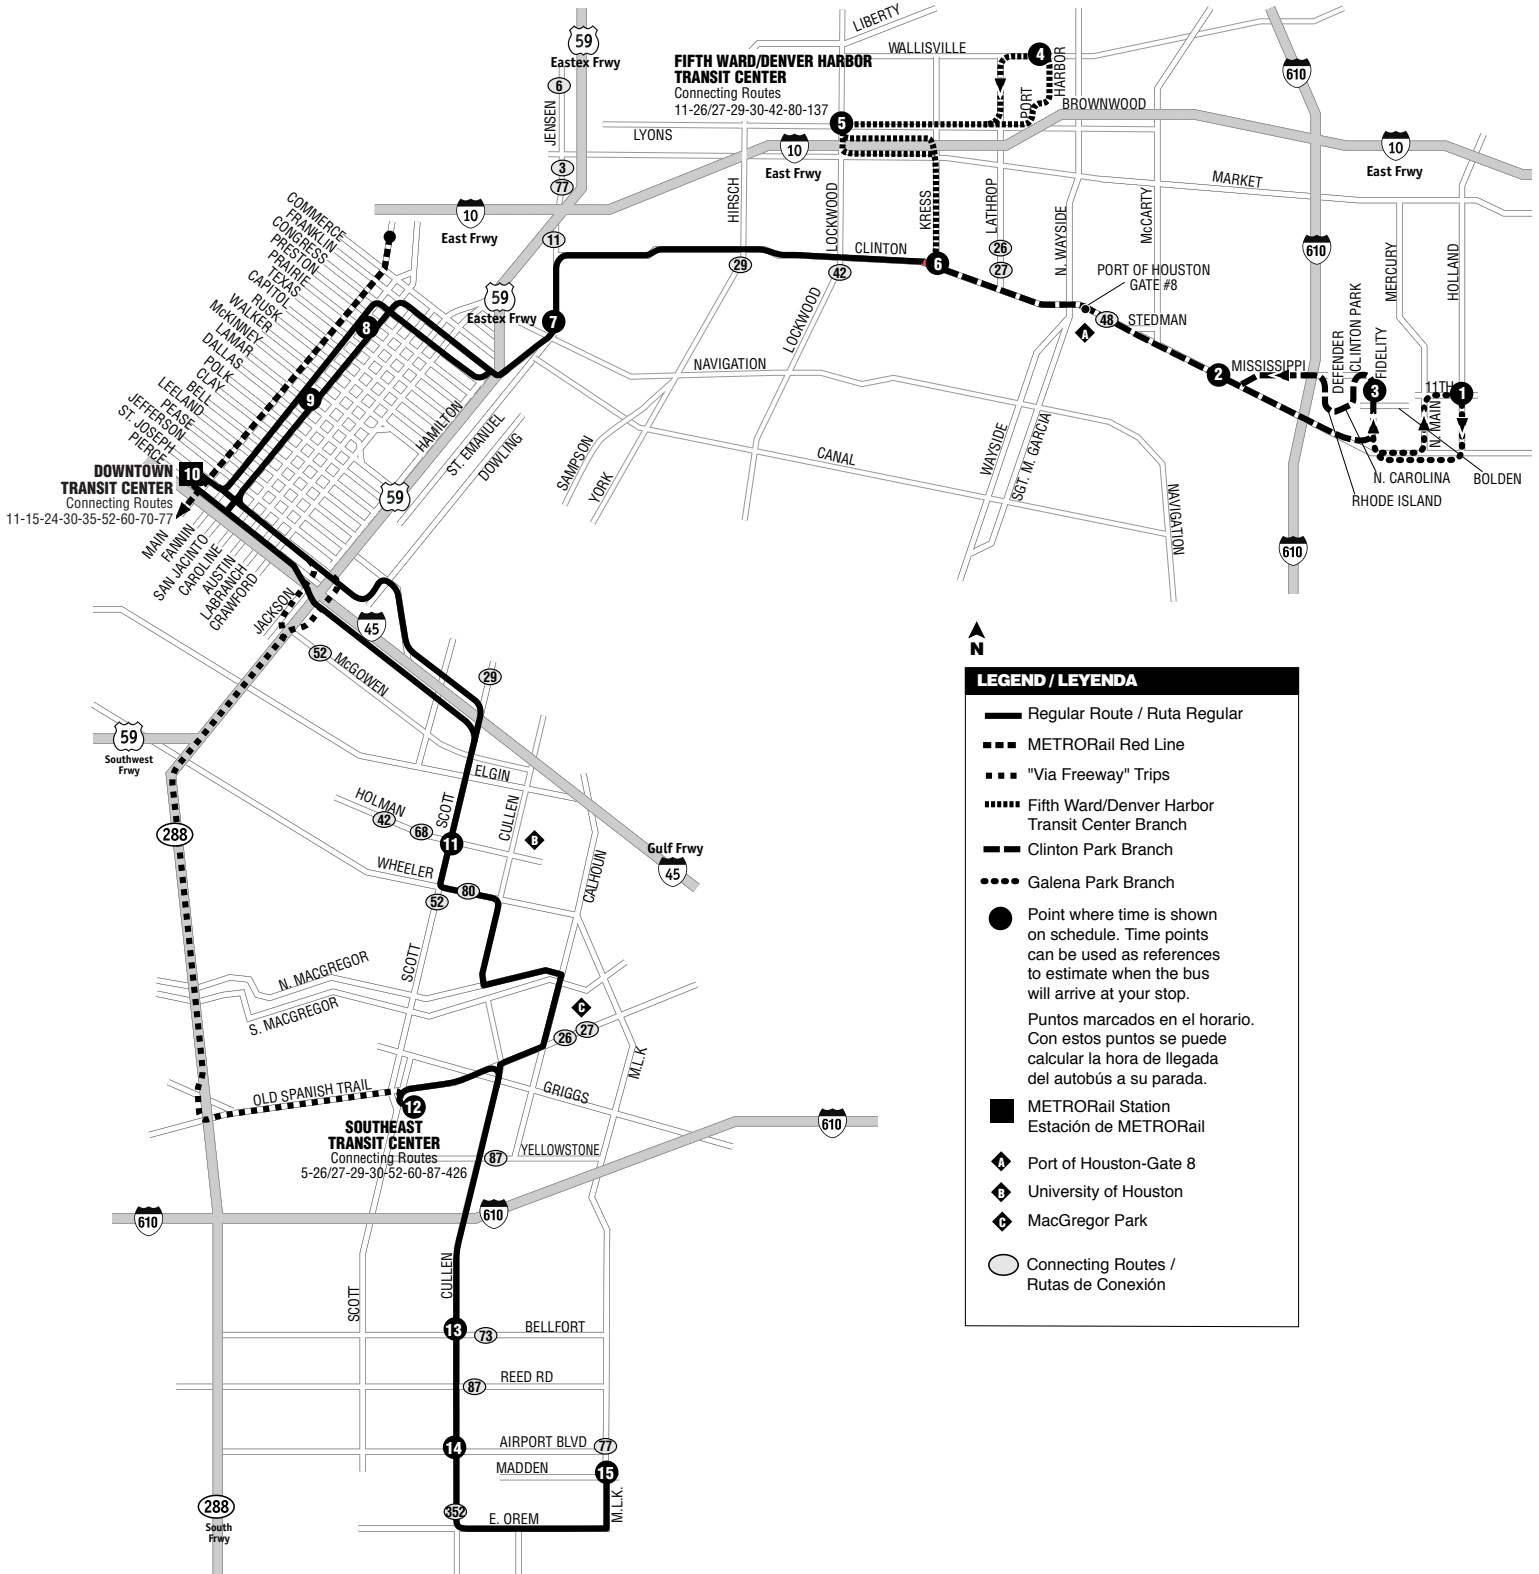 LIBERTY
WALLISVILLE
4
HARBOR
PORT
BROWNWOOD
59
Eastex Frwy
6
JENSEN
3
77
FIFTH WARD/DENVER HARBOR
TRANSIT CENTER
Connecting Routes
11-26/27-29-30-42-80-137
5
LYONS
10
East Frwy
610
10
East Frwy
MARKET
10
East Frwy
11
HIRSCH
LOCKWOOD
KRESS
LATHROP
N. WAYSIDE
McCARTY
610
MERCURY
HOLLAND
CLINTON
6
29
42
26
27
PORT OF HOUSTON
GATE #8
48
STEDMAN
A
2
MISSISSIPPI
DEFENDER
CLINTON PARK
FIDELITY
3
11TH
1
N. MAIN
N. CAROLINA
BOLDEN
RHODE ISLAND
610
59
Eastex Frwy
7
LOCKWOOD
NAVIGATION
CANAL
SAMPSON
YORK
WAYSIDE
SGT. M. GARCIA
NAVIGATION
COMMERCE
FRANKLIN
CONGRESS
PRESTON
PRAIRIE
TEXAS
CAPITOL
RUSK
WALKER
McKINNEY
LAMAR
DALLAS
POLK
CLAY
BELL
LEELAND
PEASE
JEFFERSON
ST. JOSEPH
PIERCE
8
9
HAMILTON
ST. EMANUEL
DOWLING
DOWNTOWN
TRANSIT CENTER
Connecting Routes
11-15-24-30-35-52-60-70-77
10
59
MAIN
FANNIN
SAN JACINTO
CAROLINE
AUSTIN
LABRANCH
CRAWFORD
JACKSON
45
52
McGOWEN
29
59
Southwest
Frwy
ELGIN
HOLMAN
42
68
SCOTT
CULLEN
11
B
288
WHEELER
80
52
CALHOUN
Gulf Frwy
45
SCOTT
N. MACGREGOR
S. MACGREGOR
C
26
27
M.L.K
OLD SPANISH TRAIL
GRIGGS
12
SOUTHEAST
TRANSIT CENTER
Connecting Routes
5-26/27-29-30-52-60-87-426
87
YELLOWSTONE
610
610
610
CULLEN
SCOTT
13
73
BELLFORT
87
REED RD
14
AIRPORT BLVD
77
MADDEN
15
M.L.K.
352
E. OREM
288
South
Frwy
N
LEGEND / LEYENDA
Regular Route / Ruta Regular
METRORail Red Line
"Via Freeway" Trips
Fifth Ward/Denver Harbor
Transit Center Branch
Clinton Park Branch
Galena Park Branch
Point where time is shown
on schedule. Time points
can be used as references
to estimate when the bus
will arrive at your stop.
Puntos marcados en el horario.
Con estos puntos se puede
calcular la hora de llegada
del autobús a su parada.
METRORail Station
Estación de METRORail
A Port of Houston-Gate 8
B University of Houston
C MacGregor Park
Connecting Routes /
Rutas de Conexión